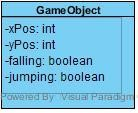 GameObject
-xPos: int
-yPos: int
-falling: boolean
-jumping: boolean
Powered By Visual Paradigm